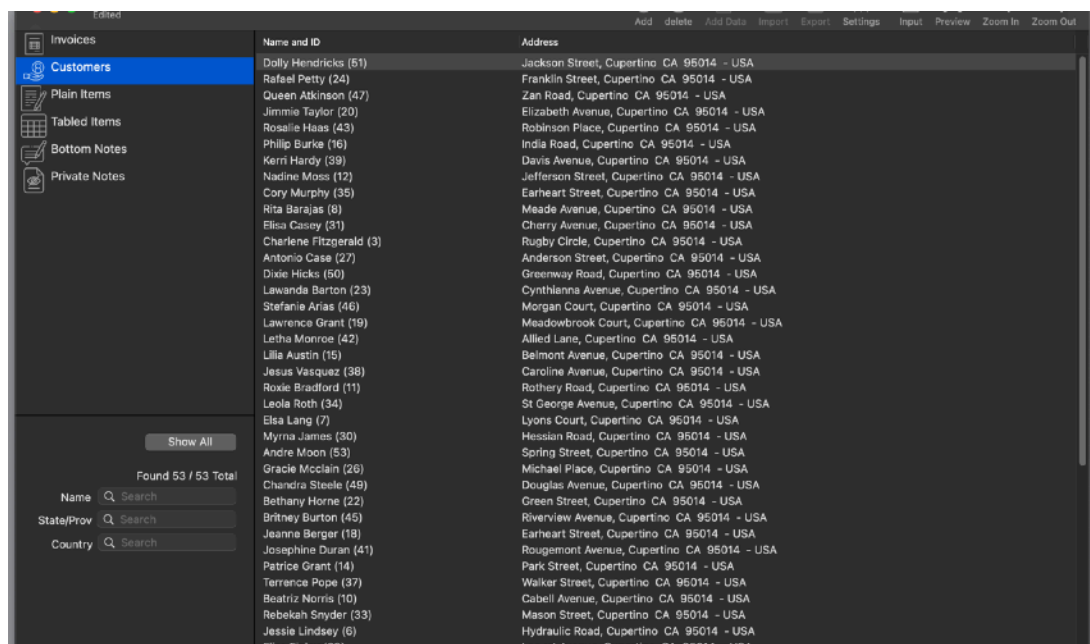 Edited
Add delete Add Data Import Export Settings Input Preview Zoom In Zoom Out
Invoices
Customers
Plain Items
Tabled Items
Bottom Notes
Private Notes
Show All
Found 53 / 53 Total
Name Search
State/Prov Search
Country Search
Name and ID Address
Dolly Hendricks (51) Jackson Street, Cupertino CA 95014 - USA
Rafael Petty (24) Franklin Street, Cupertino CA 95014 - USA
Queen Atkinson (47) Zan Road, Cupertino CA 95014 - USA
Jimmie Taylor (20) Elizabeth Avenue, Cupertino CA 95014 - USA
Rosalie Haas (43) Robinson Place, Cupertino CA 95014 - USA
Philip Burke (16) India Road, Cupertino CA 95014 - USA
Kerri Hardy (39) Davis Avenue, Cupertino CA 95014 - USA
Nadine Moss (12) Jefferson Street, Cupertino CA 95014 - USA
Cory Murphy (35) Earheart Street, Cupertino CA 95014 - USA
Rita Barajas (8) Meade Avenue, Cupertino CA 95014 - USA
Elisa Casey (31) Cherry Avenue, Cupertino CA 95014 - USA
Charlene Fitzgerald (3) Rugby Circle, Cupertino CA 95014 - USA
Antonio Case (27) Anderson Street, Cupertino CA 95014 - USA
Dixie Hicks (50) Greenway Road, Cupertino CA 95014 - USA
Lawanda Barton (23) Cynthianna Avenue, Cupertino CA 95014 - USA
Stefanie Arias (46) Morgan Court, Cupertino CA 95014 - USA
Lawrence Grant (19) Meadowbrook Court, Cupertino CA 95014 - USA
Letha Monroe (42) Allied Lane, Cupertino CA 95014 - USA
Lilia Austin (15) Belmont Avenue, Cupertino CA 95014 - USA
Jesus Vasquez (38) Caroline Avenue, Cupertino CA 95014 - USA
Roxie Bradford (11) Rothery Road, Cupertino CA 95014 - USA
Leola Roth (34) St George Avenue, Cupertino CA 95014 - USA
Elsa Lang (7) Lyons Court, Cupertino CA 95014 - USA
Myrna James (30) Hessian Road, Cupertino CA 95014 - USA
Andre Moon (53) Spring Street, Cupertino CA 95014 - USA
Gracie Mcclain (26) Michael Place, Cupertino CA 95014 - USA
Chandra Steele (49) Douglas Avenue, Cupertino CA 95014 - USA
Bethany Horne (22) Green Street, Cupertino CA 95014 - USA
Britney Burton (45) Riverview Avenue, Cupertino CA 95014 - USA
Jeanne Berger (18) Earheart Street, Cupertino CA 95014 - USA
Josephine Duran (41) Rougemont Avenue, Cupertino CA 95014 - USA
Patrice Grant (14) Park Street, Cupertino CA 95014 - USA
Terrence Pope (37) Walker Street, Cupertino CA 95014 - USA
Beatriz Norris (10) Cabell Avenue, Cupertino CA 95014 - USA
Rebekah Snyder (33) Mason Street, Cupertino CA 95014 - USA
Jessie Lindsey (6) Hydraulic Road, Cupertino CA 95014 - USA